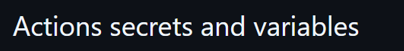 Actions secrets and variables